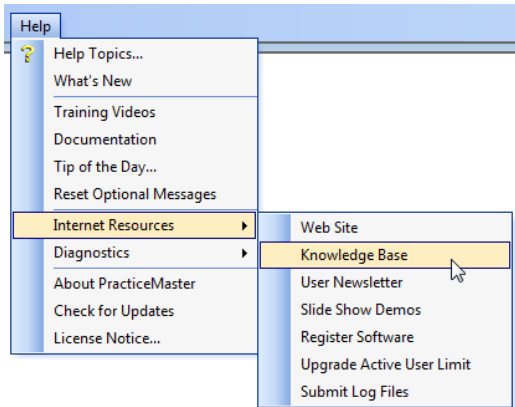 Help
Help Topics...
What's New
Training Videos
Documentation
Tip of the Day...
Reset Optional Messages
Internet Resources
Diagnostics
About PracticeMaster
Check for Updates
License Notice...
Web Site
Knowledge Base
User Newsletter
Slide Show Demos
Register Software
Upgrade Active User Limit
Submit Log Files